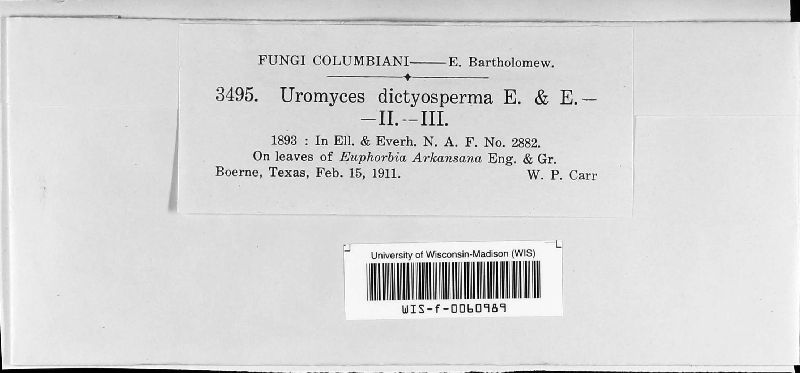 FUNGI COLUMBIANI——E. Bartholomew.
3495. Uromyces dictyosperma E. & E.—
—II.—III.
1893 : In Ell. & Everh. N. A. F. No. 2882.
On leaves of Euphorbia Arkansana Eng. & Gr.
Boerne, Texas, Feb. 15, 1911. W. P. Carr
University of Wisconsin-Madison (WIS)
WIS-f-0060989